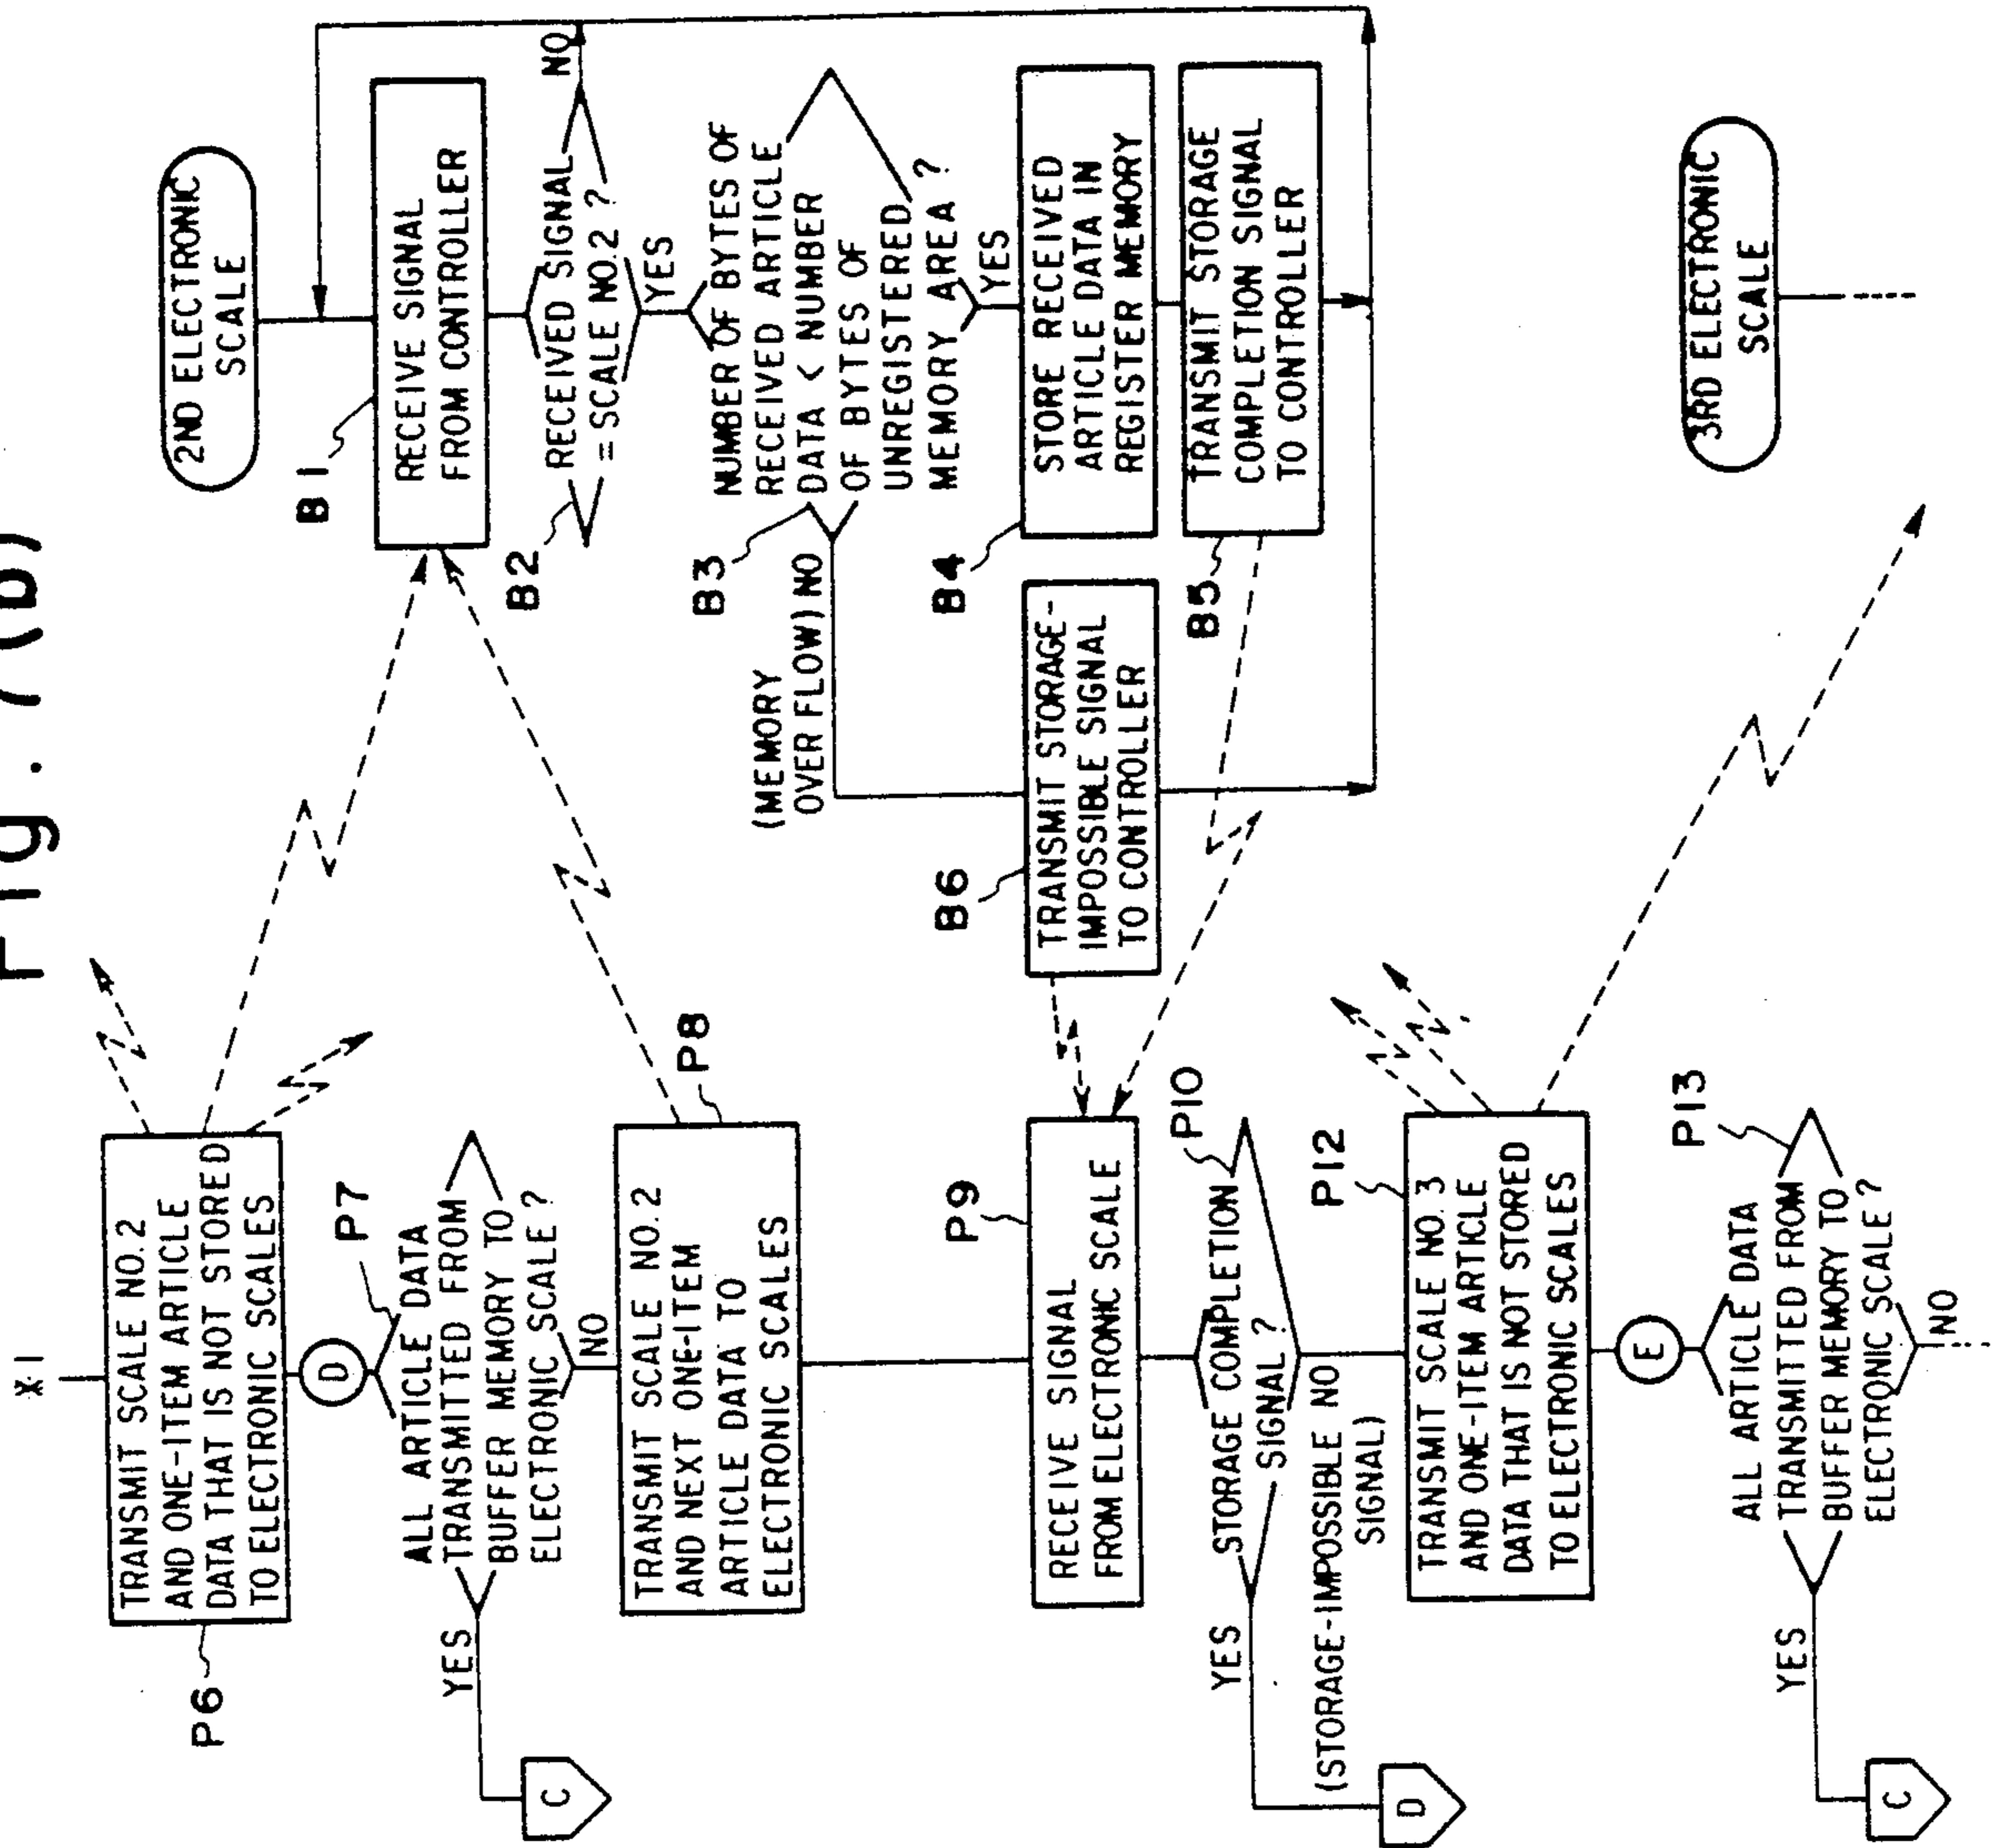 Fig. 7(b)
X1
P6
TRANSMIT SCALE NO.2
AND ONE-ITEM ARTICLE
DATA THAT IS NOT STORED
TO ELECTRONIC SCALES
D
P7
ALL ARTICLE DATA
TRANSMITTED FROM
BUFFER MEMORY TO
ELECTRONIC SCALE ?
YES
C
NO
P8
TRANSMIT SCALE NO.2
AND NEXT ONE-ITEM
ARTICLE DATA TO
ELECTRONIC SCALES
P9
RECEIVE SIGNAL
FROM ELECTRONIC SCALE
P10
STORAGE COMPLETION
SIGNAL ?
YES
D
(STORAGE-IMPOSSIBLE NO
SIGNAL)
P12
TRANSMIT SCALE NO. 3
AND ONE-ITEM ARTICLE
DATA THAT IS NOT STORED
TO ELECTRONIC SCALES
E
P13
ALL ARTICLE DATA
TRANSMITTED FROM
BUFFER MEMORY TO
ELECTRONIC SCALE ?
YES
C
NO
2ND ELECTRONIC
SCALE
B1
RECEIVE SIGNAL
FROM CONTROLLER
B2
RECEIVED SIGNAL
= SCALE NO.2 ?
NO
YES
B3
NUMBER OF BYTES OF
RECEIVED ARTICLE
DATA < NUMBER
OF BYTES OF
UNREGISTERED
MEMORY AREA ?
(MEMORY
OVER FLOW) NO
YES
B4
STORE RECEIVED
ARTICLE DATA IN
REGISTER MEMORY
B5
TRANSMIT STORAGE
COMPLETION SIGNAL
TO CONTROLLER
B6
TRANSMIT STORAGE-
IMPOSSIBLE SIGNAL
TO CONTROLLER
3RD ELECTRONIC
SCALE